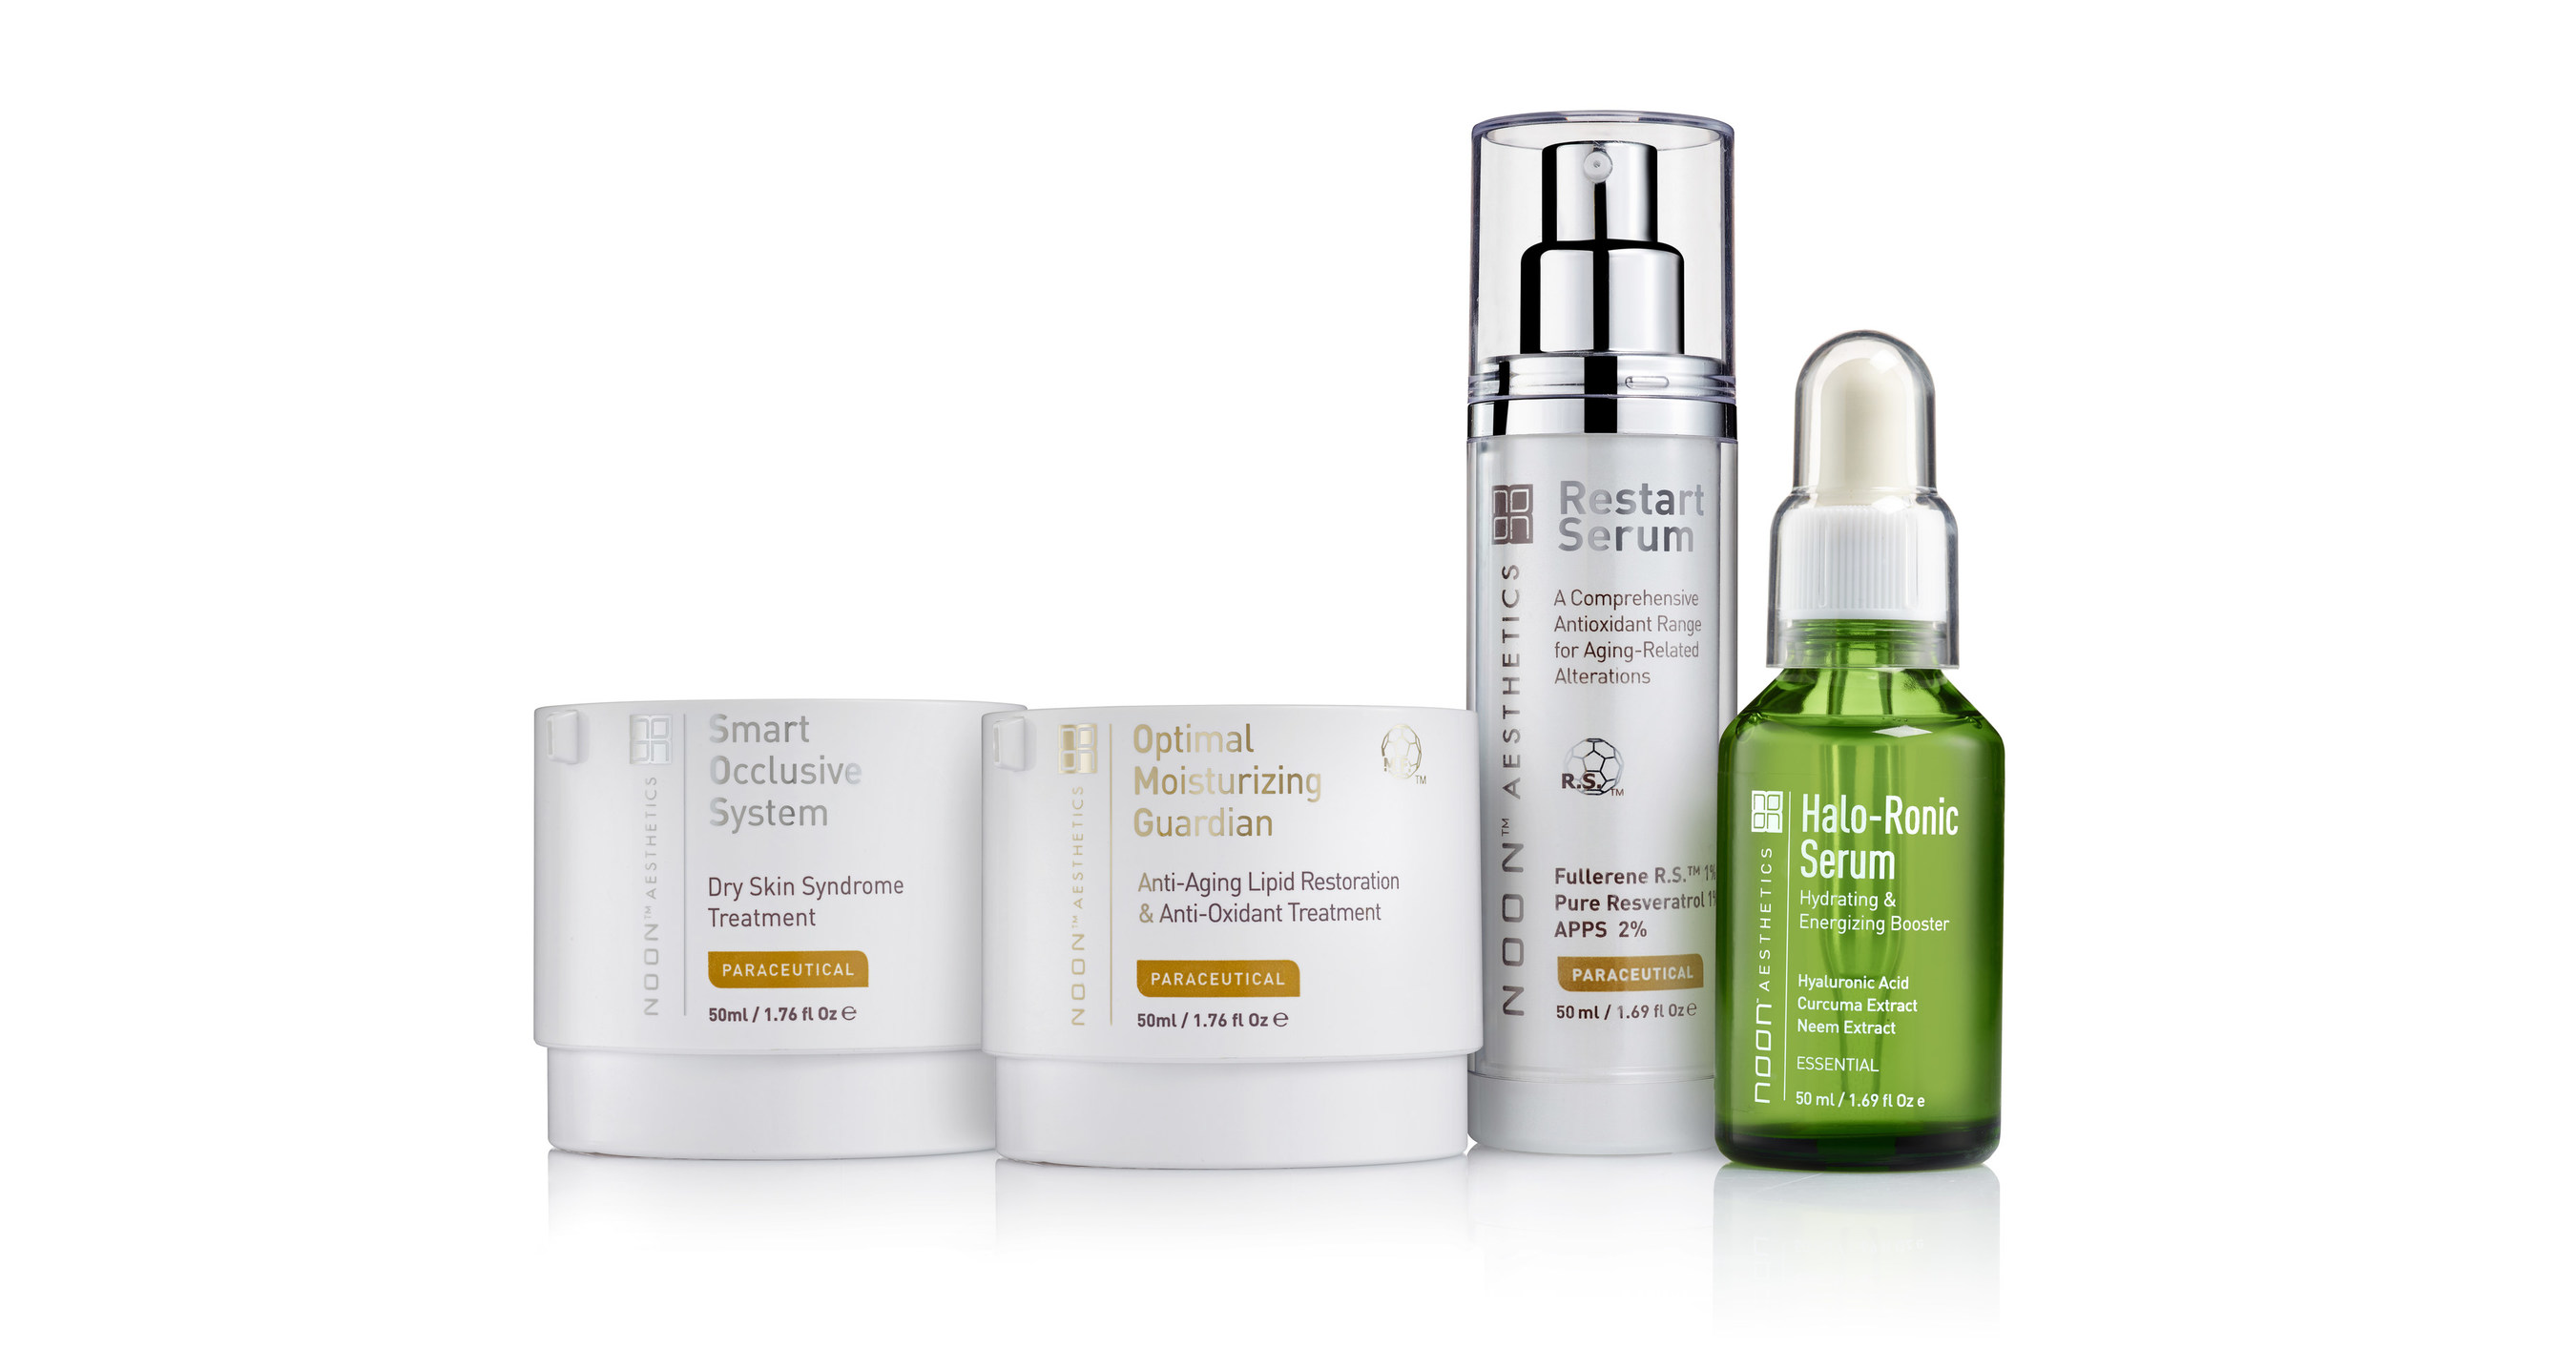 Smart
Occlusive
System
NOON™ AESTHETICS
Dry Skin Syndrome
Treatment
PARACEUTICAL
50ml / 1.76 fl Oz ℮
Optimal
Moisturizing
Guardian
TM
NOON™ AESTHETICS
Anti-Aging Lipid Restoration
& Anti-Oxidant Treatment
PARACEUTICAL
50ml / 1.76 fl Oz ℮
Restart
Serum
NOON™ AESTHETICS
A Comprehensive
Antioxidant Range
for Aging-Related
Alterations
R.S.™
Fullerene R.S.™ 1%
Pure Resveratrol
APPS 2%
PARACEUTICAL
50 ml / 1.69 fl Oz ℮
Halo-Ronic
Serum
NOON™ AESTHETICS
Hydrating &
Energizing Booster
Hyaluronic Acid
Curcuma Extract
Neem Extract
ESSENTIAL
50 ml / 1.69 fl Oz e